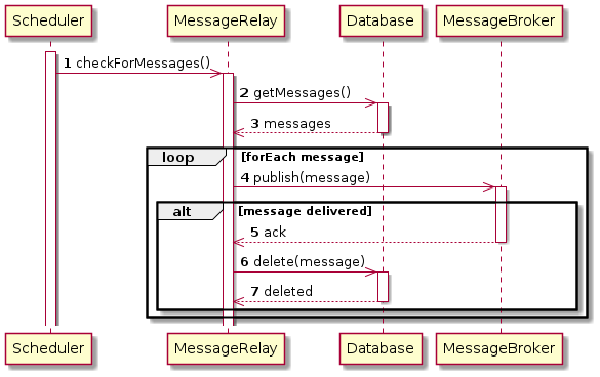 Scheduler MessageRelay Database MessageBroker
1 checkForMessages()
2 getMessages()
3 messages
loop [forEach message]
4 publish(message)
alt [message delivered]
5 ack
6 delete(message)
7 deleted
Scheduler MessageRelay Database MessageBroker